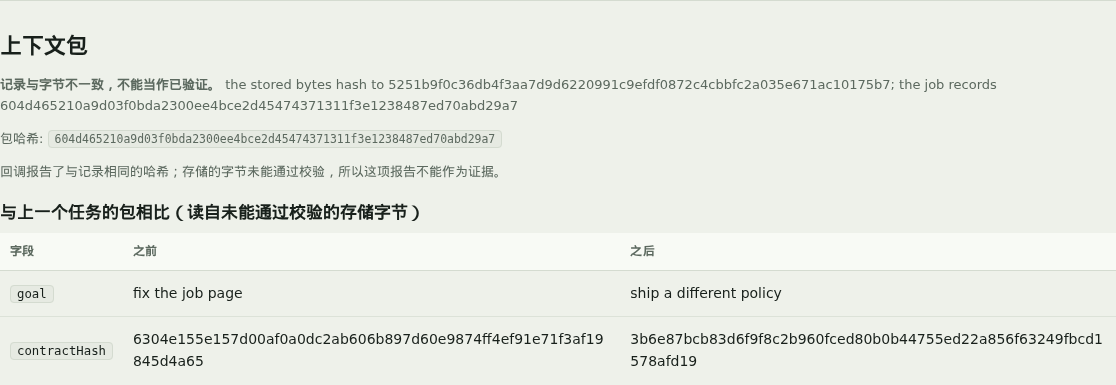 上下文包
记录与字节不一致，不能当作已验证。 the stored bytes hash to 5251b9f0c36db4f3aa7d9d6220991c9efdf0872c4cbbfc2a035e671ac10175b7; the job records
604d465210a9d03f0bda2300ee4bce2d45474371311f3e1238487ed70abd29a7
包哈希: 604d465210a9d03f0bda2300ee4bce2d45474371311f3e1238487ed70abd29a7
回调报告了与记录相同的哈希；存储的字节未能通过校验，所以这项报告不能作为证据。
与上一个任务的包相比（读自未能通过校验的存储字节）
字段 之前 之后
goal fix the job page ship a different policy
contractHash 6304e155e157d00af0a0dc2ab606b897d60e9874ff4ef91e71f3af19 3b6e87bcb83d6f9f8c2b960fced80b0b44755ed22a856f63249fbcd1
845d4a65 578afd19